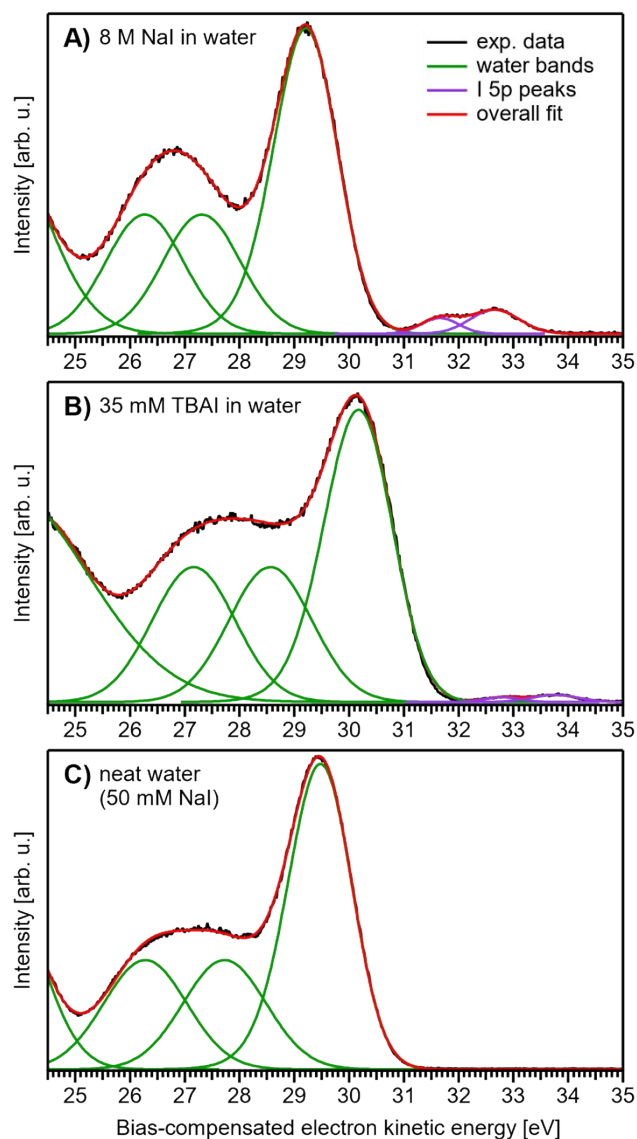 A) 8 M NaI in water
exp. data
water bands
I 5p peaks
overall fit
Intensity [arb. u.]
25 26 27 28 29 30 31 32 33 34 35
B) 35 mM TBAI in water
Intensity [arb. u.]
25 26 27 28 29 30 31 32 33 34 35
C) neat water
(50 mM NaI)
Intensity [arb. u.]
25 26 27 28 29 30 31 32 33 34 35
Bias-compensated electron kinetic energy [eV]